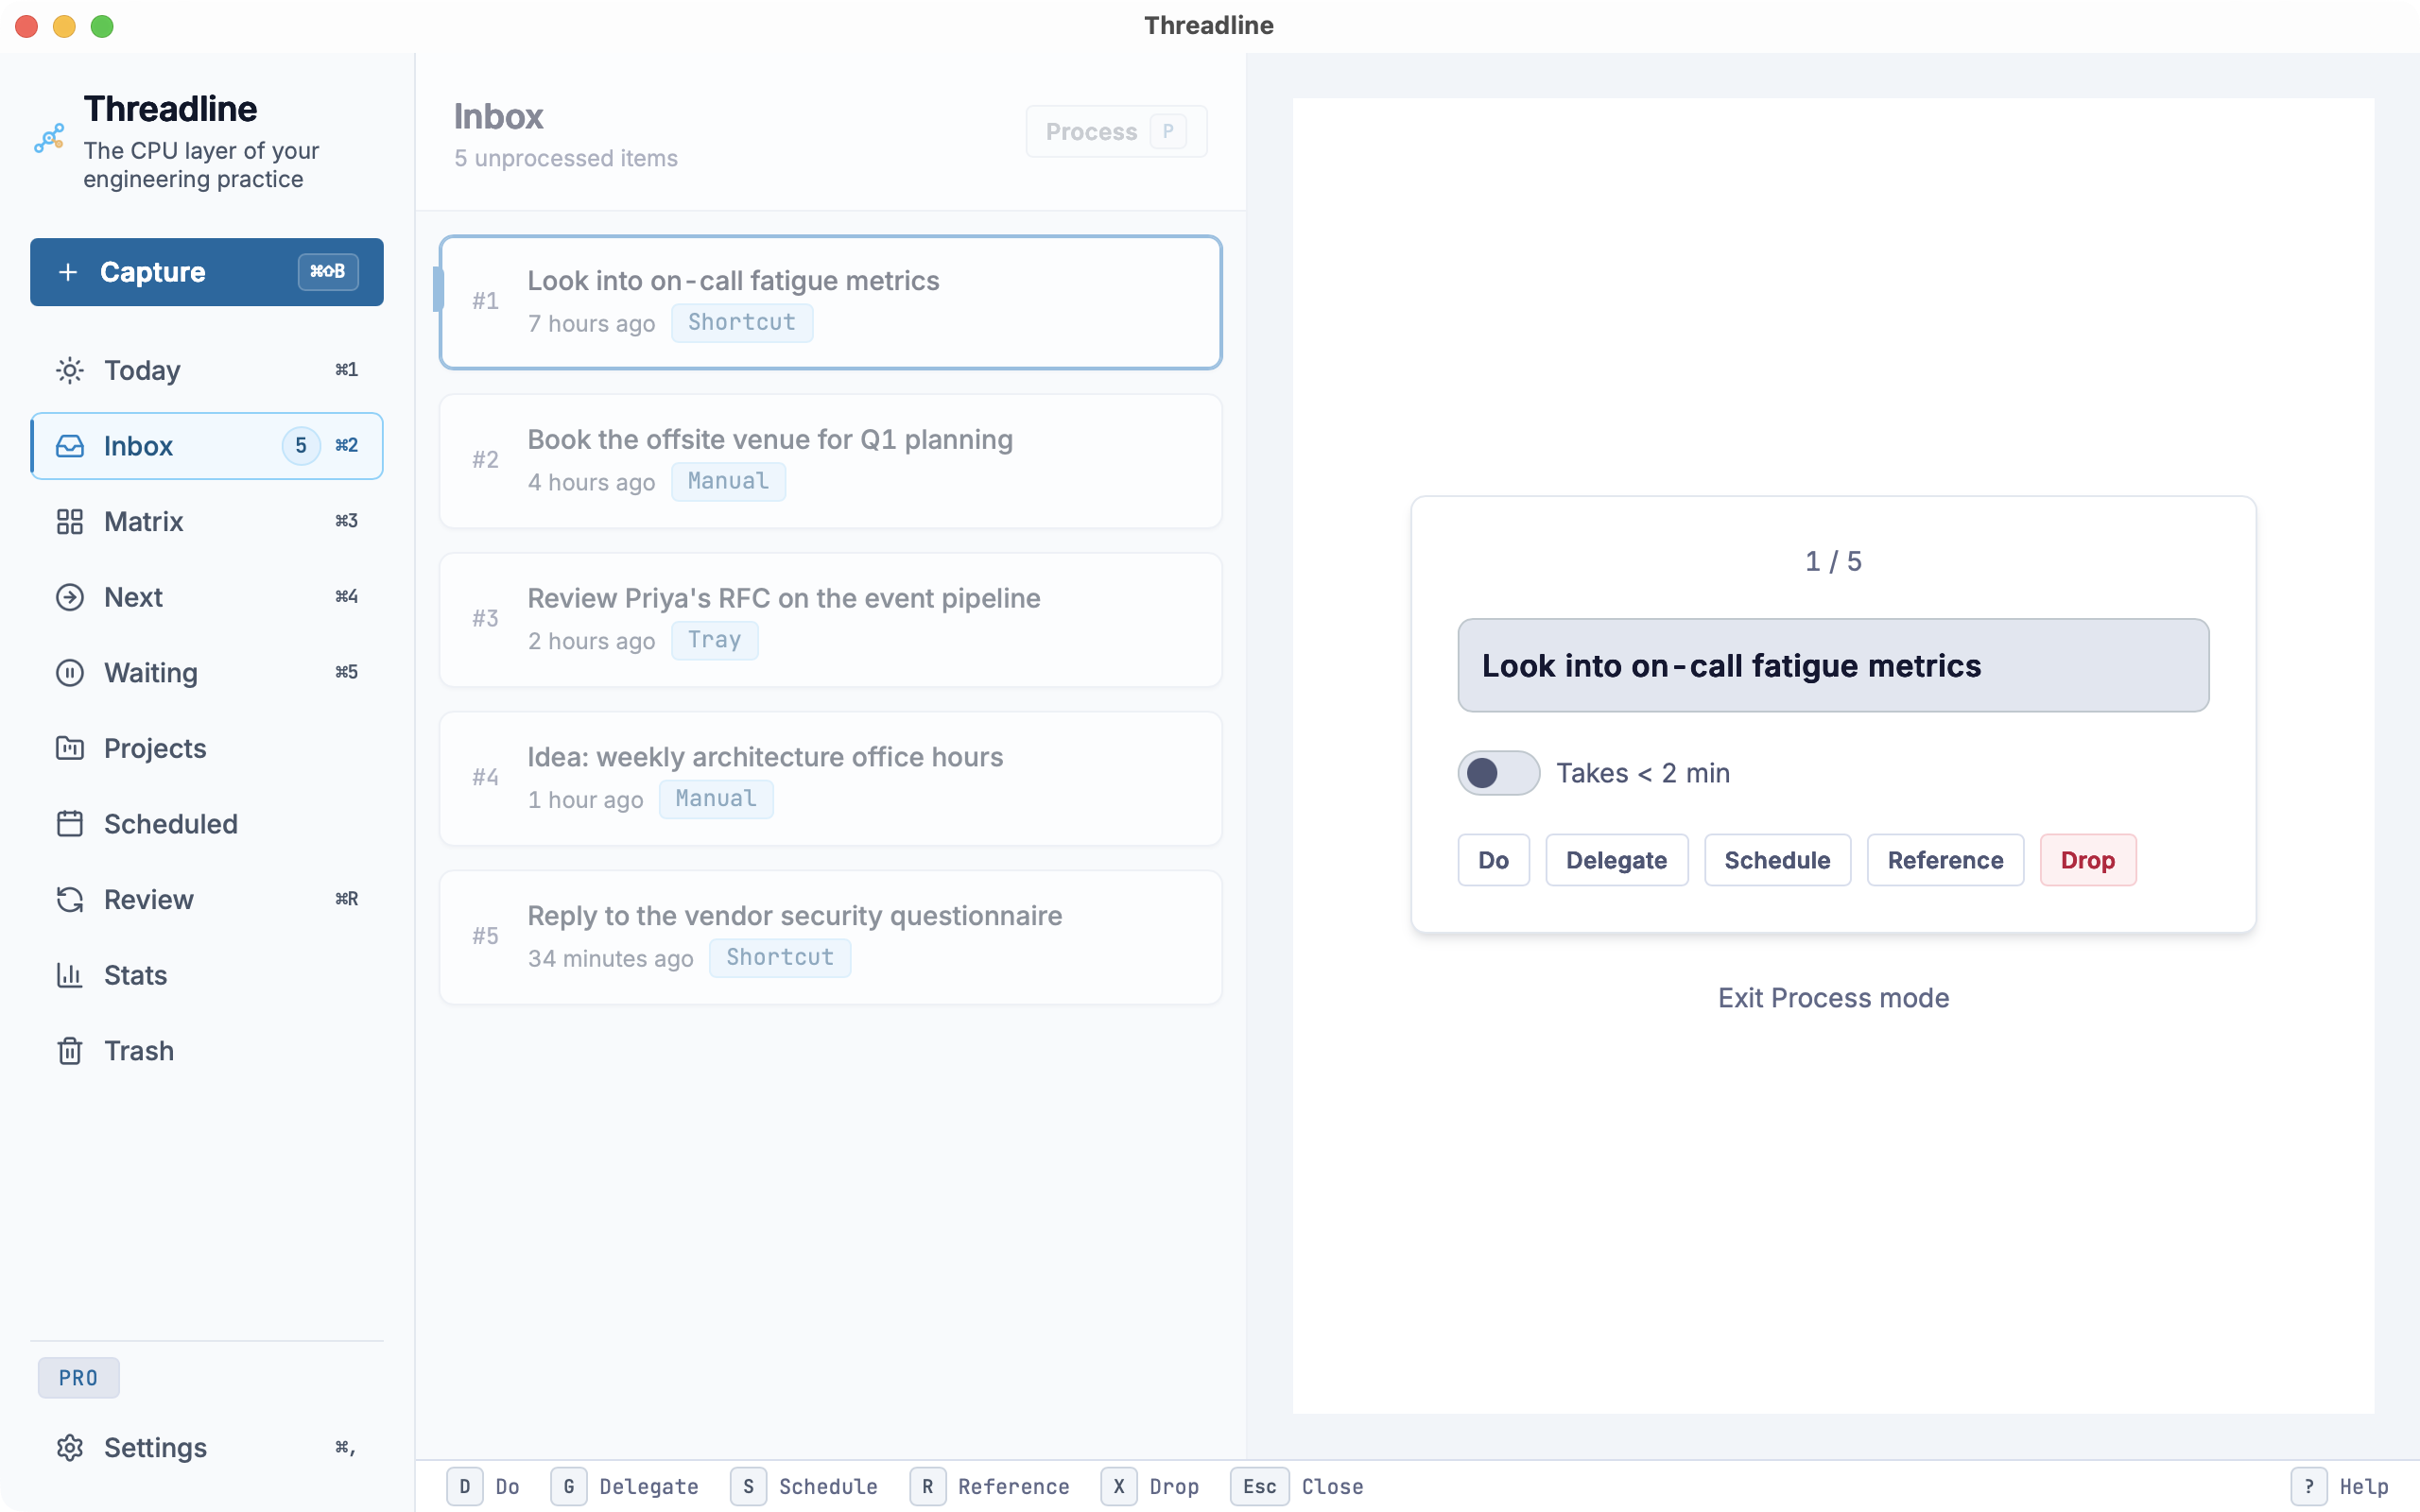 Threadline
Threadline
The CPU layer of your
engineering practice
+ Capture ⌘⇧B
Today ⌘1
Inbox 5 ⌘2
Matrix ⌘3
Next ⌘4
Waiting ⌘5
Projects
Scheduled
Review ⌘R
Stats
Trash
PRO
Settings ⌘,
Inbox
5 unprocessed items
Process P
#1 Look into on-call fatigue metrics
7 hours ago Shortcut
#2 Book the offsite venue for Q1 planning
4 hours ago Manual
#3 Review Priya's RFC on the event pipeline
2 hours ago Tray
#4 Idea: weekly architecture office hours
1 hour ago Manual
#5 Reply to the vendor security questionnaire
34 minutes ago Shortcut
1 / 5
Look into on-call fatigue metrics
Takes < 2 min
Do Delegate Schedule Reference Drop
Exit Process mode
D Do G Delegate S Schedule R Reference X Drop Esc Close ? Help